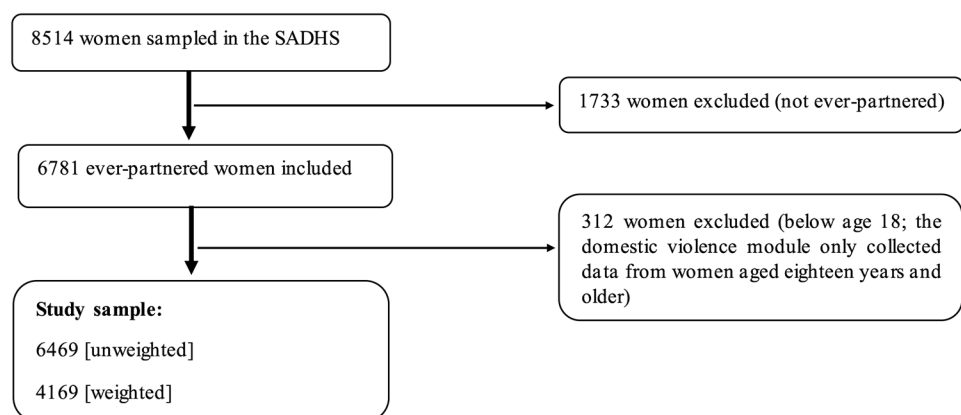 8514 women sampled in the SADHS
1733 women excluded (not ever-partnered)
6781 ever-partnered women included
312 women excluded (below age 18; the
domestic violence module only collected
data from women aged eighteen years and
older)
Study sample:
6469 [unweighted]
4169 [weighted]